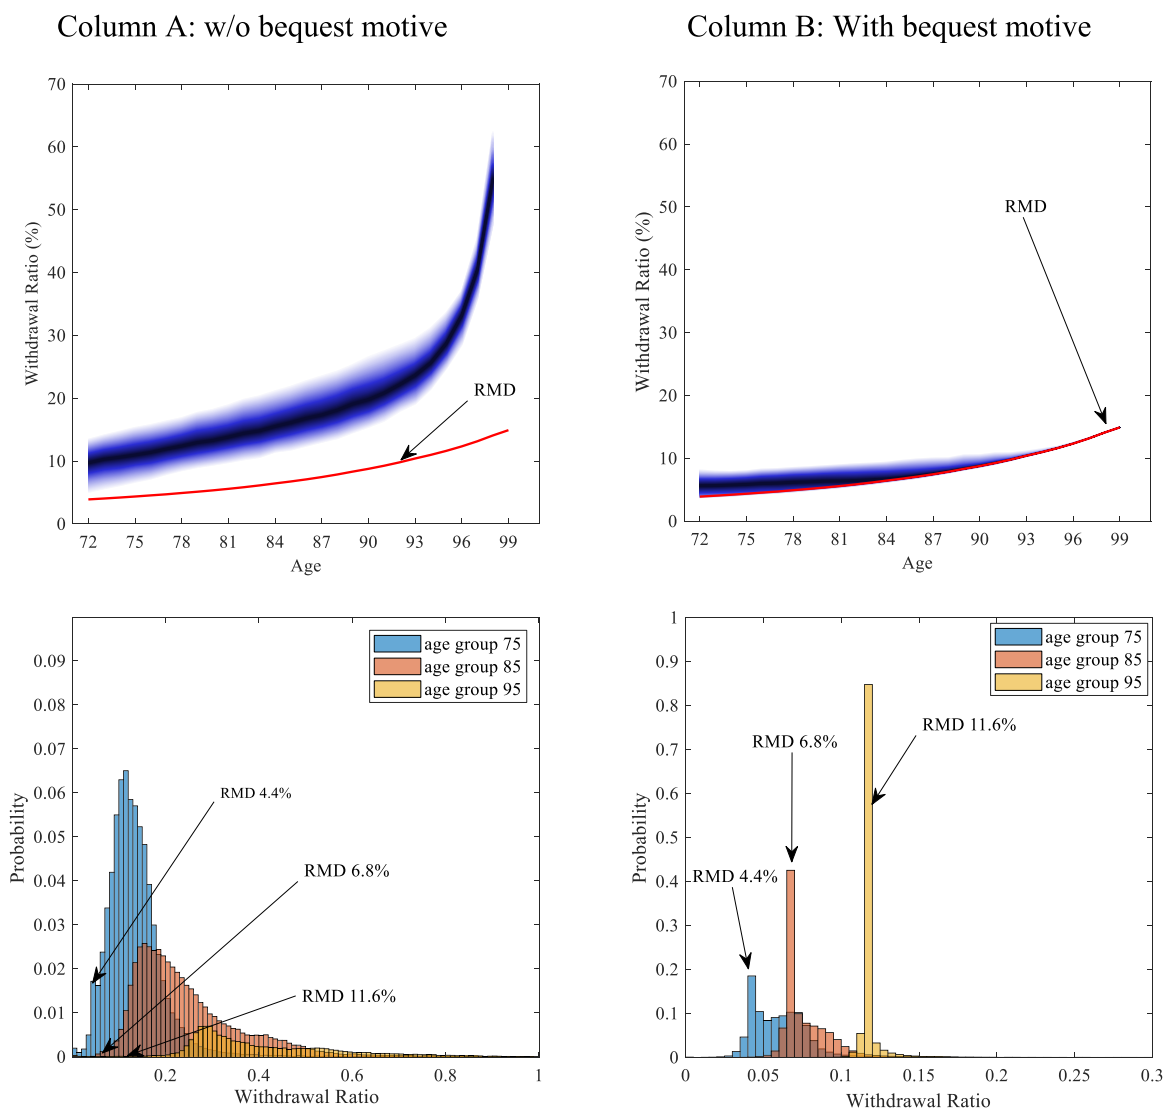 Column A: w/o bequest motive
Column B: With bequest motive
70
60
50
40
30
20
10
0
Withdrawal Ratio (%)
RMD
72 75 78 81 84 87 90 93 96 99
Age
70
60
50
40
30
20
10
0
Withdrawal Ratio (%)
RMD
72 75 78 81 84 87 90 93 96 99
Age
0.09
0.08
0.07
0.06
0.05
0.04
0.03
0.02
0.01
0
Probability
age group 75
age group 85
age group 95
RMD 4.4%
RMD 6.8%
RMD 11.6%
0.2 0.4 0.6 0.8 1
Withdrawal Ratio
1
0.9
0.8
0.7
0.6
0.5
0.4
0.3
0.2
0.1
0
Probability
age group 75
age group 85
age group 95
RMD 11.6%
RMD 6.8%
RMD 4.4%
0 0.05 0.1 0.15 0.2 0.25 0.3
Withdrawal Ratio